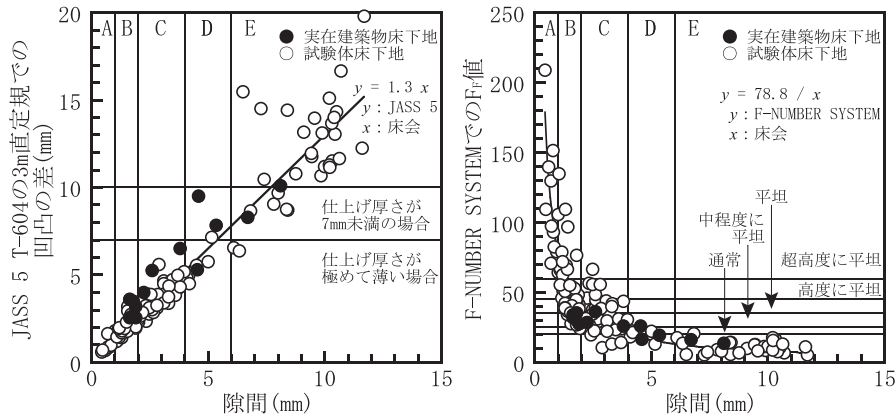 JASS 5 T-604の3m直定規での
凹凸の差(mm)
20
15
10
5
0
A B C D E
● 実在建築物床下地
○ 試験体床下地
y = 1.3 x
y : JASS 5
x : 床会
仕上げ厚さが
7mm未満の場合
仕上げ厚さが
極めて薄い場合
0 5 10 15
隙間(mm)
F-NUMBER SYSTEMでのFF値
250
200
150
100
50
0
A B C D E
● 実在建築物床下地
○ 試験体床下地
y = 78.8 / x
y : F-NUMBER SYSTEM
x : 床会
平坦
中程度に
平坦
通常
超高度に平坦
高度に平坦
0 5 10 15
隙間(mm)